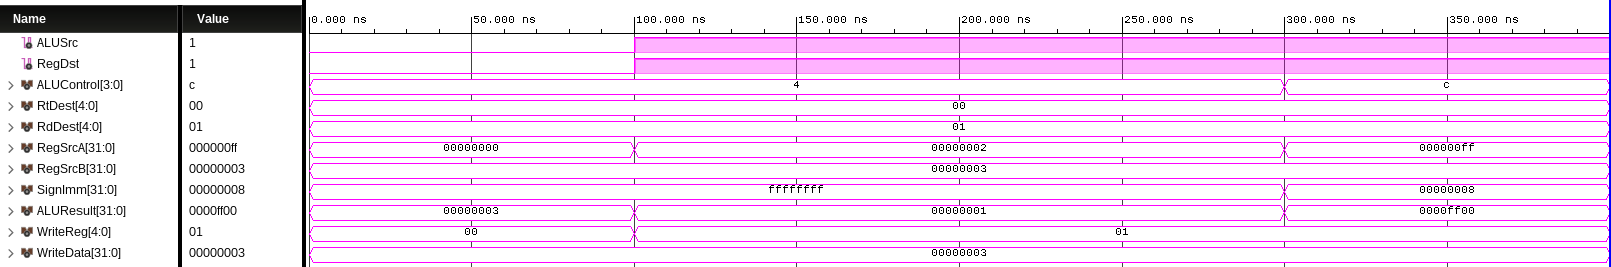 Name Value 0.000 ns 50.000 ns 100.000 ns 150.000 ns 200.000 ns 250.000 ns 300.000 ns 350.000 ns
ALUSrc 1
RegDst 1
ALUControl[3:0] c 4 c
RtDest[4:0] 00 00
RdDest[4:0] 01 01
RegSrcA[31:0] 000000ff 00000000 00000002 000000ff
RegSrcB[31:0] 00000003 00000003
SignImm[31:0] 00000008 ffffffff 00000008
ALUResult[31:0] 0000ff00 00000003 00000001 0000ff00
WriteReg[4:0] 01 00 01
WriteData[31:0] 00000003 00000003